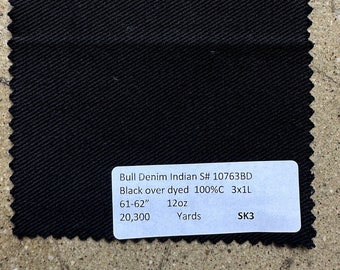 Bull Denim Indian S# 10763BD
Black over dyed 100%C 3x1L
61-62" 12oz
20,300 Yards SK3